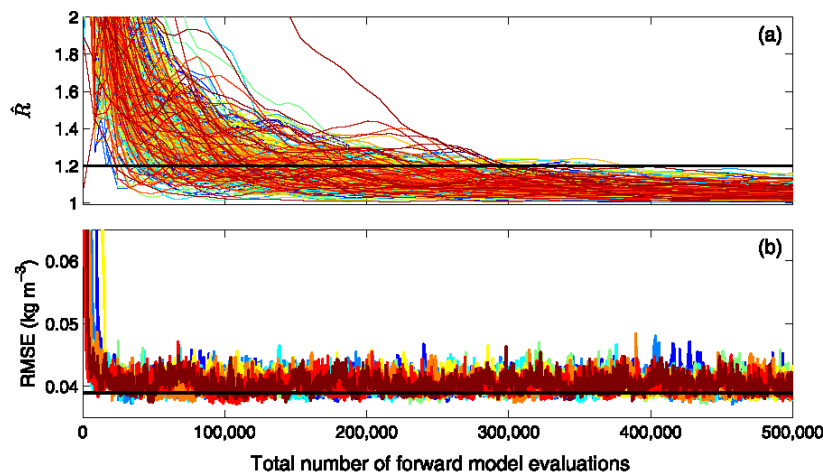 (a)
2
1.8
1.6
1.4
1.2
1
R̂
(b)
0.06
0.05
0.04
RMSE (kg m⁻³)
0 100,000 200,000 300,000 400,000 500,000
Total number of forward model evaluations